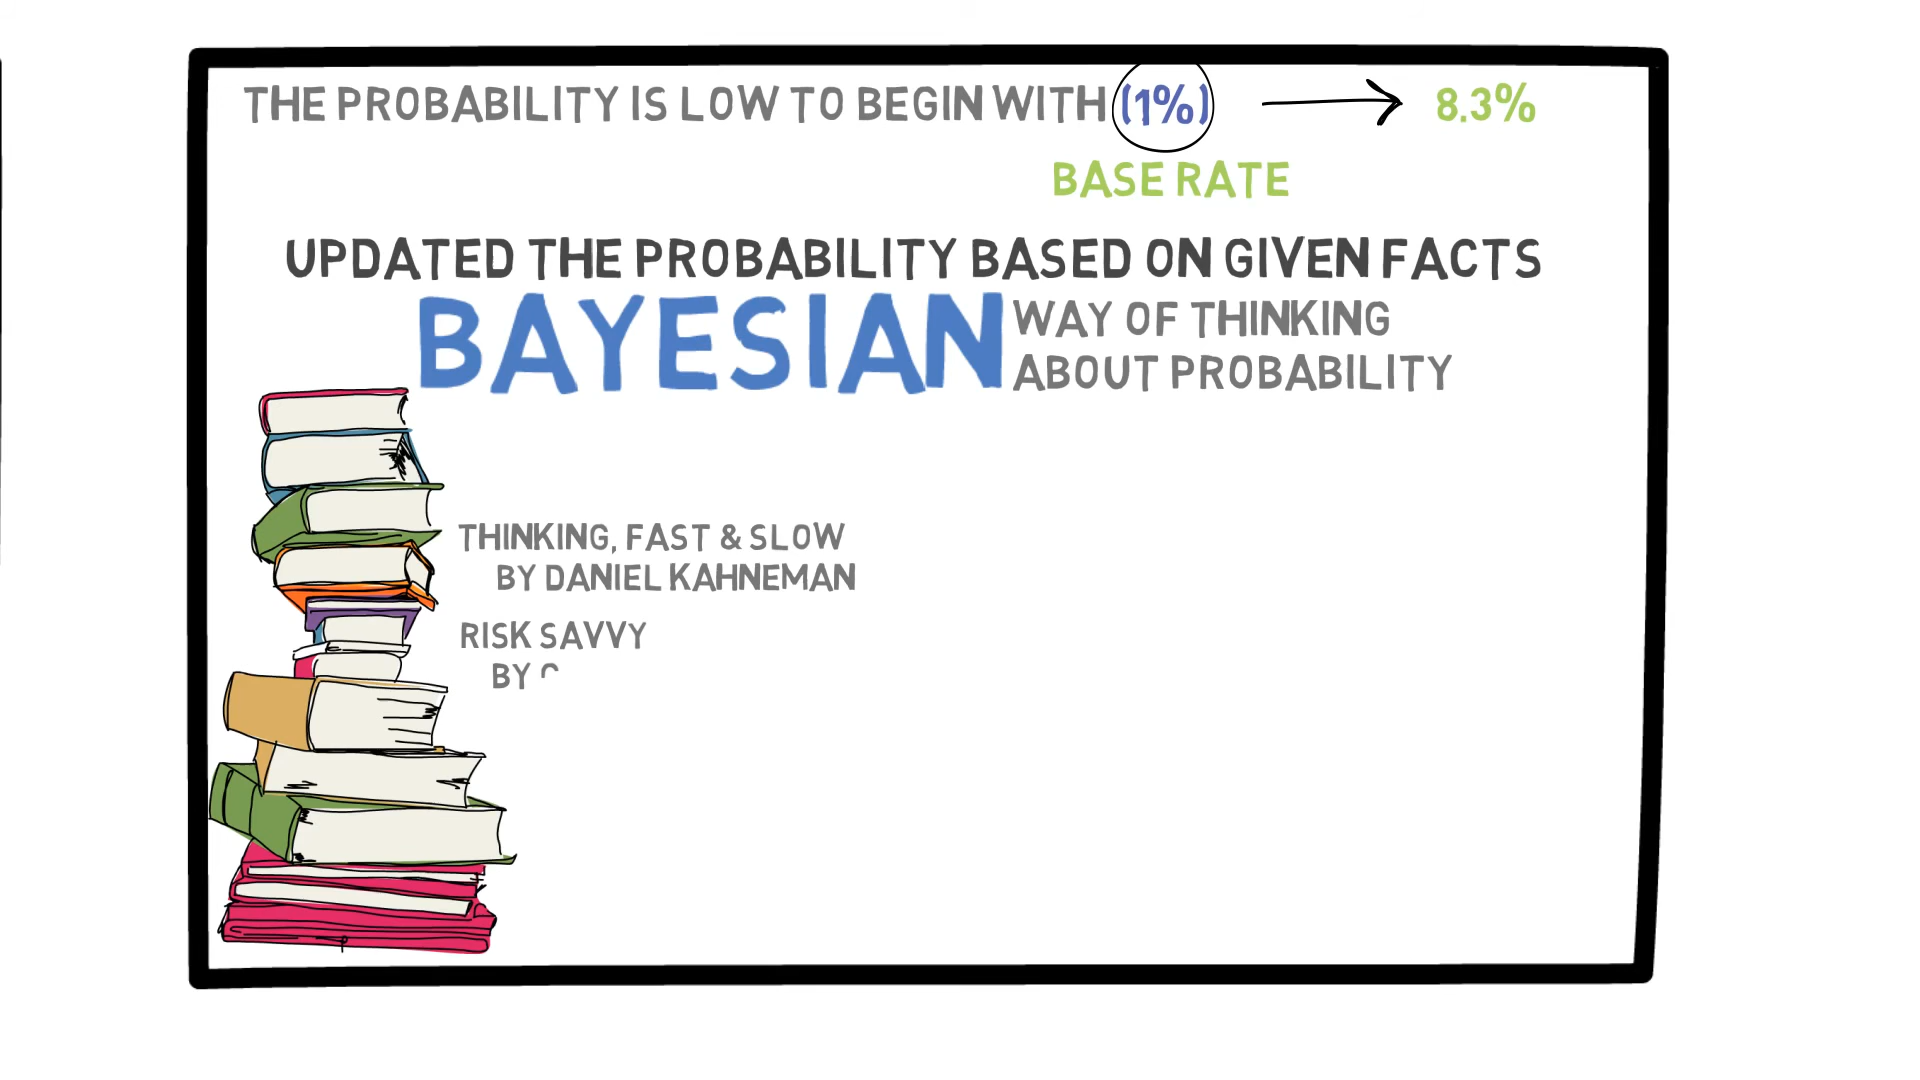 THE PROBABILITY IS LOW TO BEGIN WITH (1%) 8.3%
BASE RATE
UPDATED THE PROBABILITY BASED ON GIVEN FACTS
BAYESIAN WAY OF THINKING
ABOUT PROBABILITY
THINKING, FAST & SLOW
BY DANIEL KAHNEMAN
RISK SAVVY
BY